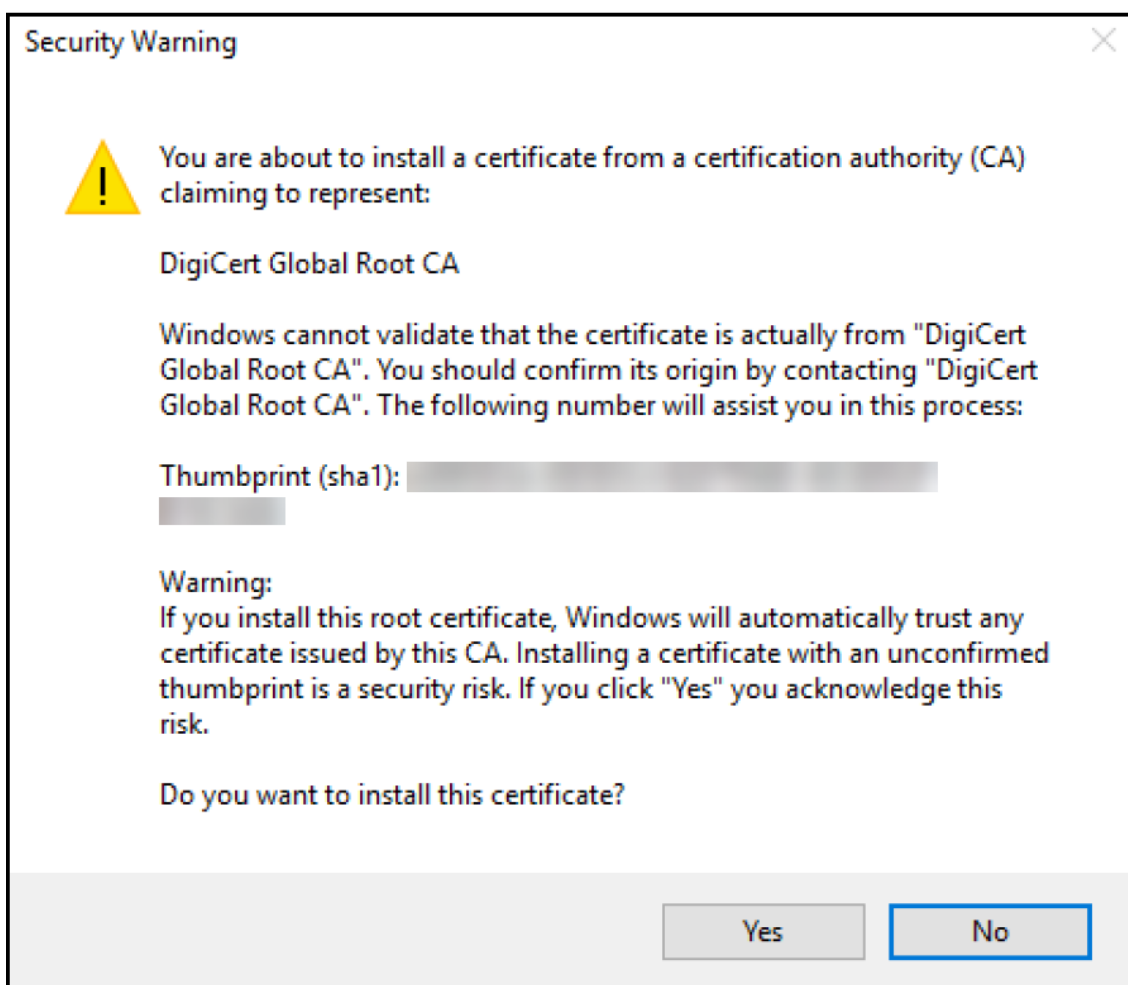 Security Warning
You are about to install a certificate from a certification authority (CA)
claiming to represent:
DigiCert Global Root CA
Windows cannot validate that the certificate is actually from "DigiCert
Global Root CA". You should confirm its origin by contacting "DigiCert
Global Root CA". The following number will assist you in this process:
Thumbprint (sha1):
Warning:
If you install this root certificate, Windows will automatically trust any
certificate issued by this CA. Installing a certificate with an unconfirmed
thumbprint is a security risk. If you click "Yes" you acknowledge this
risk.
Do you want to install this certificate?
Yes
No